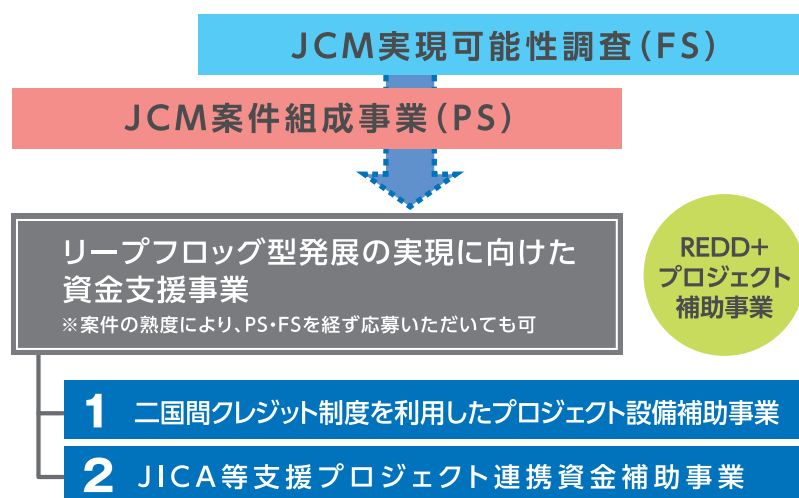 JCM実現可能性調査(FS)
JCM案件組成事業(PS)
リープフロッグ型発展の実現に向けた
資金支援事業
※案件の熟度により、PS・FSを経ず応募いただいても可
REDD+
プロジェクト
補助事業
1 二国間クレジット制度を利用したプロジェクト設備補助事業
2 JICA等支援プロジェクト連携資金補助事業